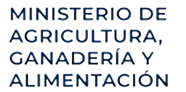 MINISTERIO DE
AGRICULTURA,
GANADERÍA Y
ALIMENTACIÓN